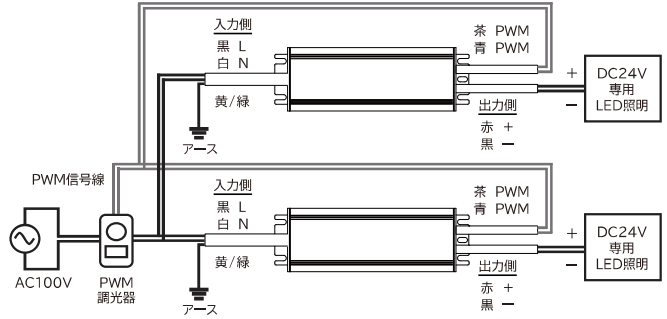 入力側
黒 L
白 N
黄/緑
アース
茶 PWM
青 PWM
出力側
赤 +
黒 −
+
−
DC24V
専用
LED照明
PWM信号線
入力側
黒 L
白 N
黄/緑
アース
茶 PWM
青 PWM
出力側
赤 +
黒 −
+
−
DC24V
専用
LED照明
AC100V
PWM
調光器